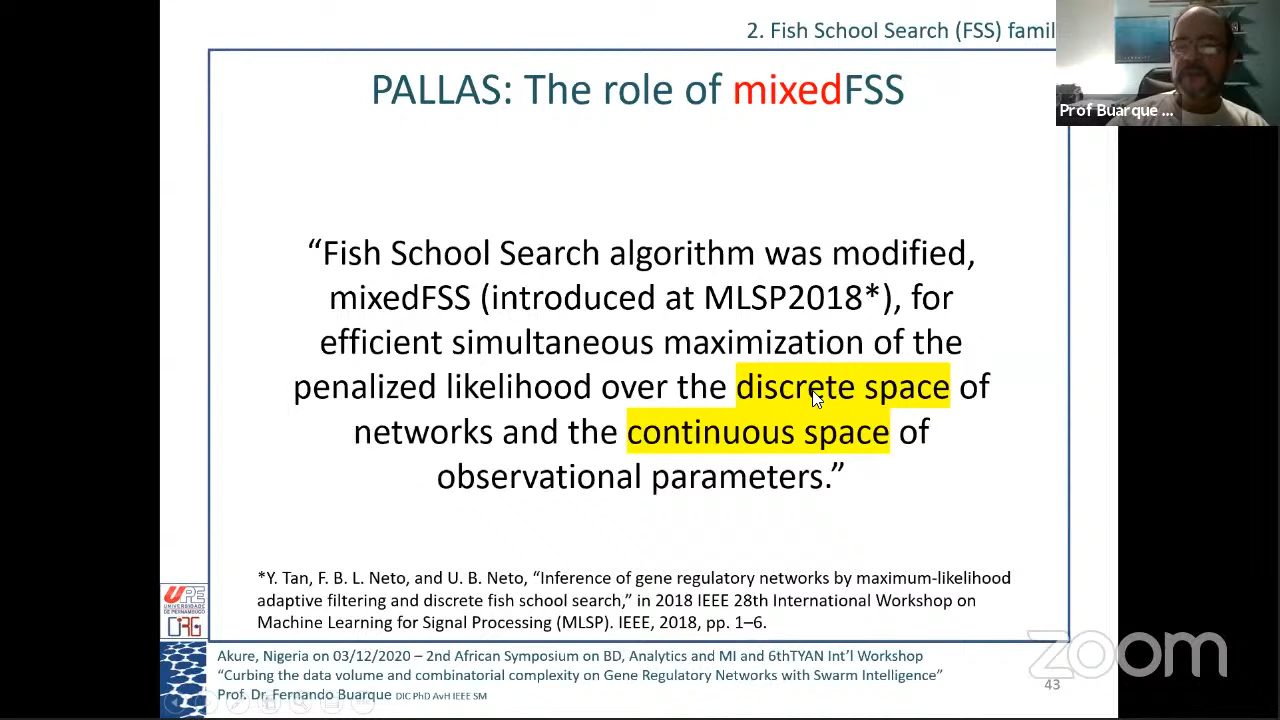 2. Fish School Search (FSS) famil
PALLAS: The role of mixedFSS
Prof Buarque ...
“Fish School Search algorithm was modified,
mixedFSS (introduced at MLSP2018*), for
efficient simultaneous maximization of the
penalized likelihood over the discrete space of
networks and the continuous space of
observational parameters.”
*Y. Tan, F. B. L. Neto, and U. B. Neto, “Inference of gene regulatory networks by maximum-likelihood
adaptive filtering and discrete fish school search,” in 2018 IEEE 28th International Workshop on
Machine Learning for Signal Processing (MLSP). IEEE, 2018, pp. 1–6.
UPE
UNIVERSIDADE
DE PERNAMBUCO
CIRG
Akure, Nigeria on 03/12/2020 – 2nd African Symposium on BD, Analytics and MI and 6thTYAN Int’l Workshop
“Curbing the data volume and combinatorial complexity on Gene Regulatory Networks with Swarm Intelligence”
Prof. Dr. Fernando Buarque DIC PhD AvH IEEE SM
43
zoom